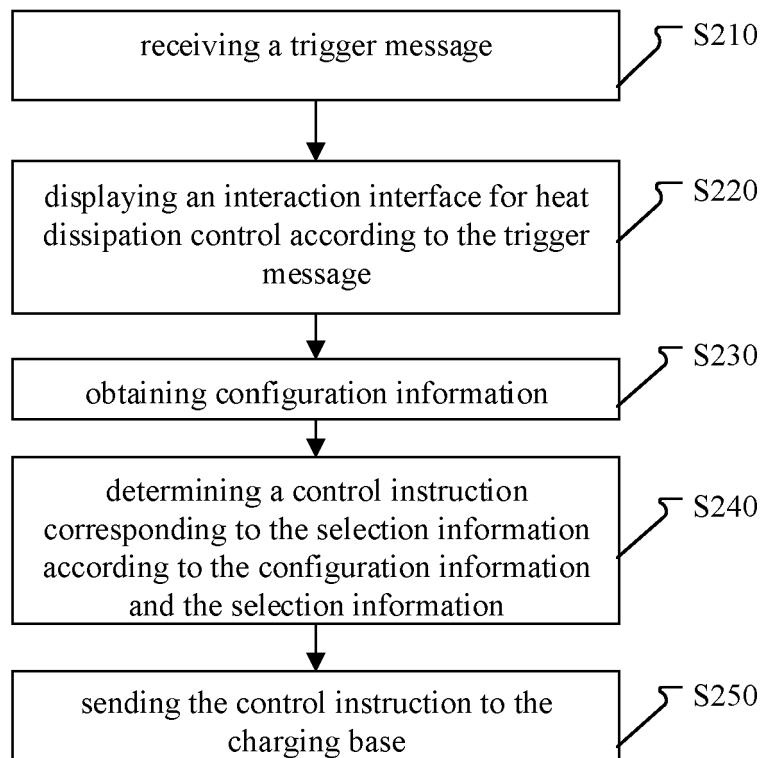 receiving a trigger message
S210
displaying an interaction interface for heat
dissipation control according to the trigger
message
S220
obtaining configuration information
S230
determining a control instruction
corresponding to the selection information
according to the configuration information
and the selection information
S240
sending the control instruction to the
charging base
S250